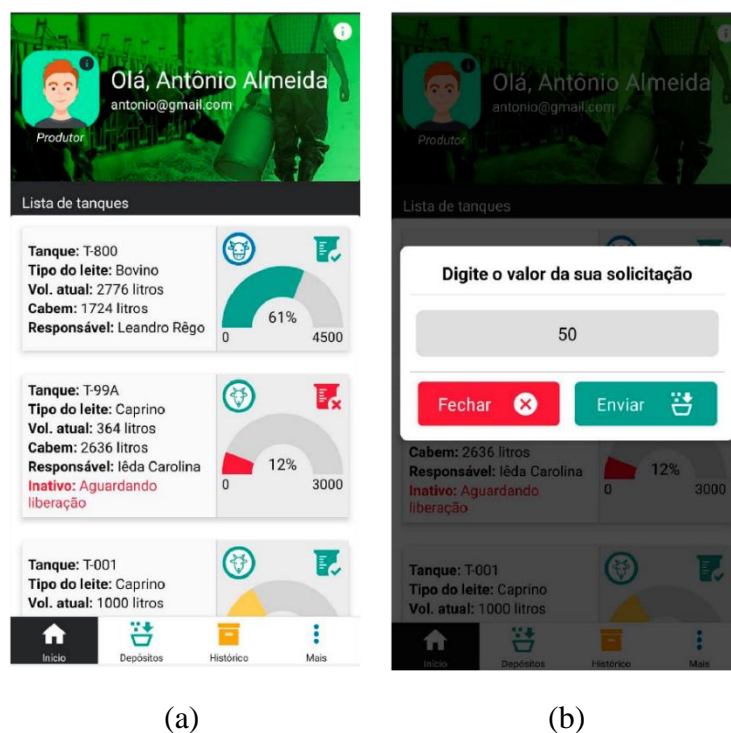 Olá, Antônio Almeida
antonio@gmail.com
Produtor
Lista de tanques
Tanque: T-800
Tipo do leite: Bovino
Vol. atual: 2776 litros
Cabem: 1724 litros
Responsável: Leandro Rêgo
61%
0
4500
Tanque: T-99A
Tipo do leite: Caprino
Vol. atual: 364 litros
Cabem: 2636 litros
Responsável: Iêda Carolina
Inativo: Aguardando
liberação
12%
0
3000
Tanque: T-001
Tipo do leite: Caprino
Vol. atual: 1000 litros
Início
Depósitos
Histórico
Mais
(a)
Olá, Antônio Almeida
antonio@gmail.com
Produtor
Lista de tanques
Digite o valor da sua solicitação
50
Fechar
Enviar
Cabem: 2636 litros
Responsável: Iêda Carolina
Inativo: Aguardando
liberação
12%
0
3000
Tanque: T-001
Tipo do leite: Caprino
Vol. atual: 1000 litros
Início
Depósitos
Histórico
Mais
(b)